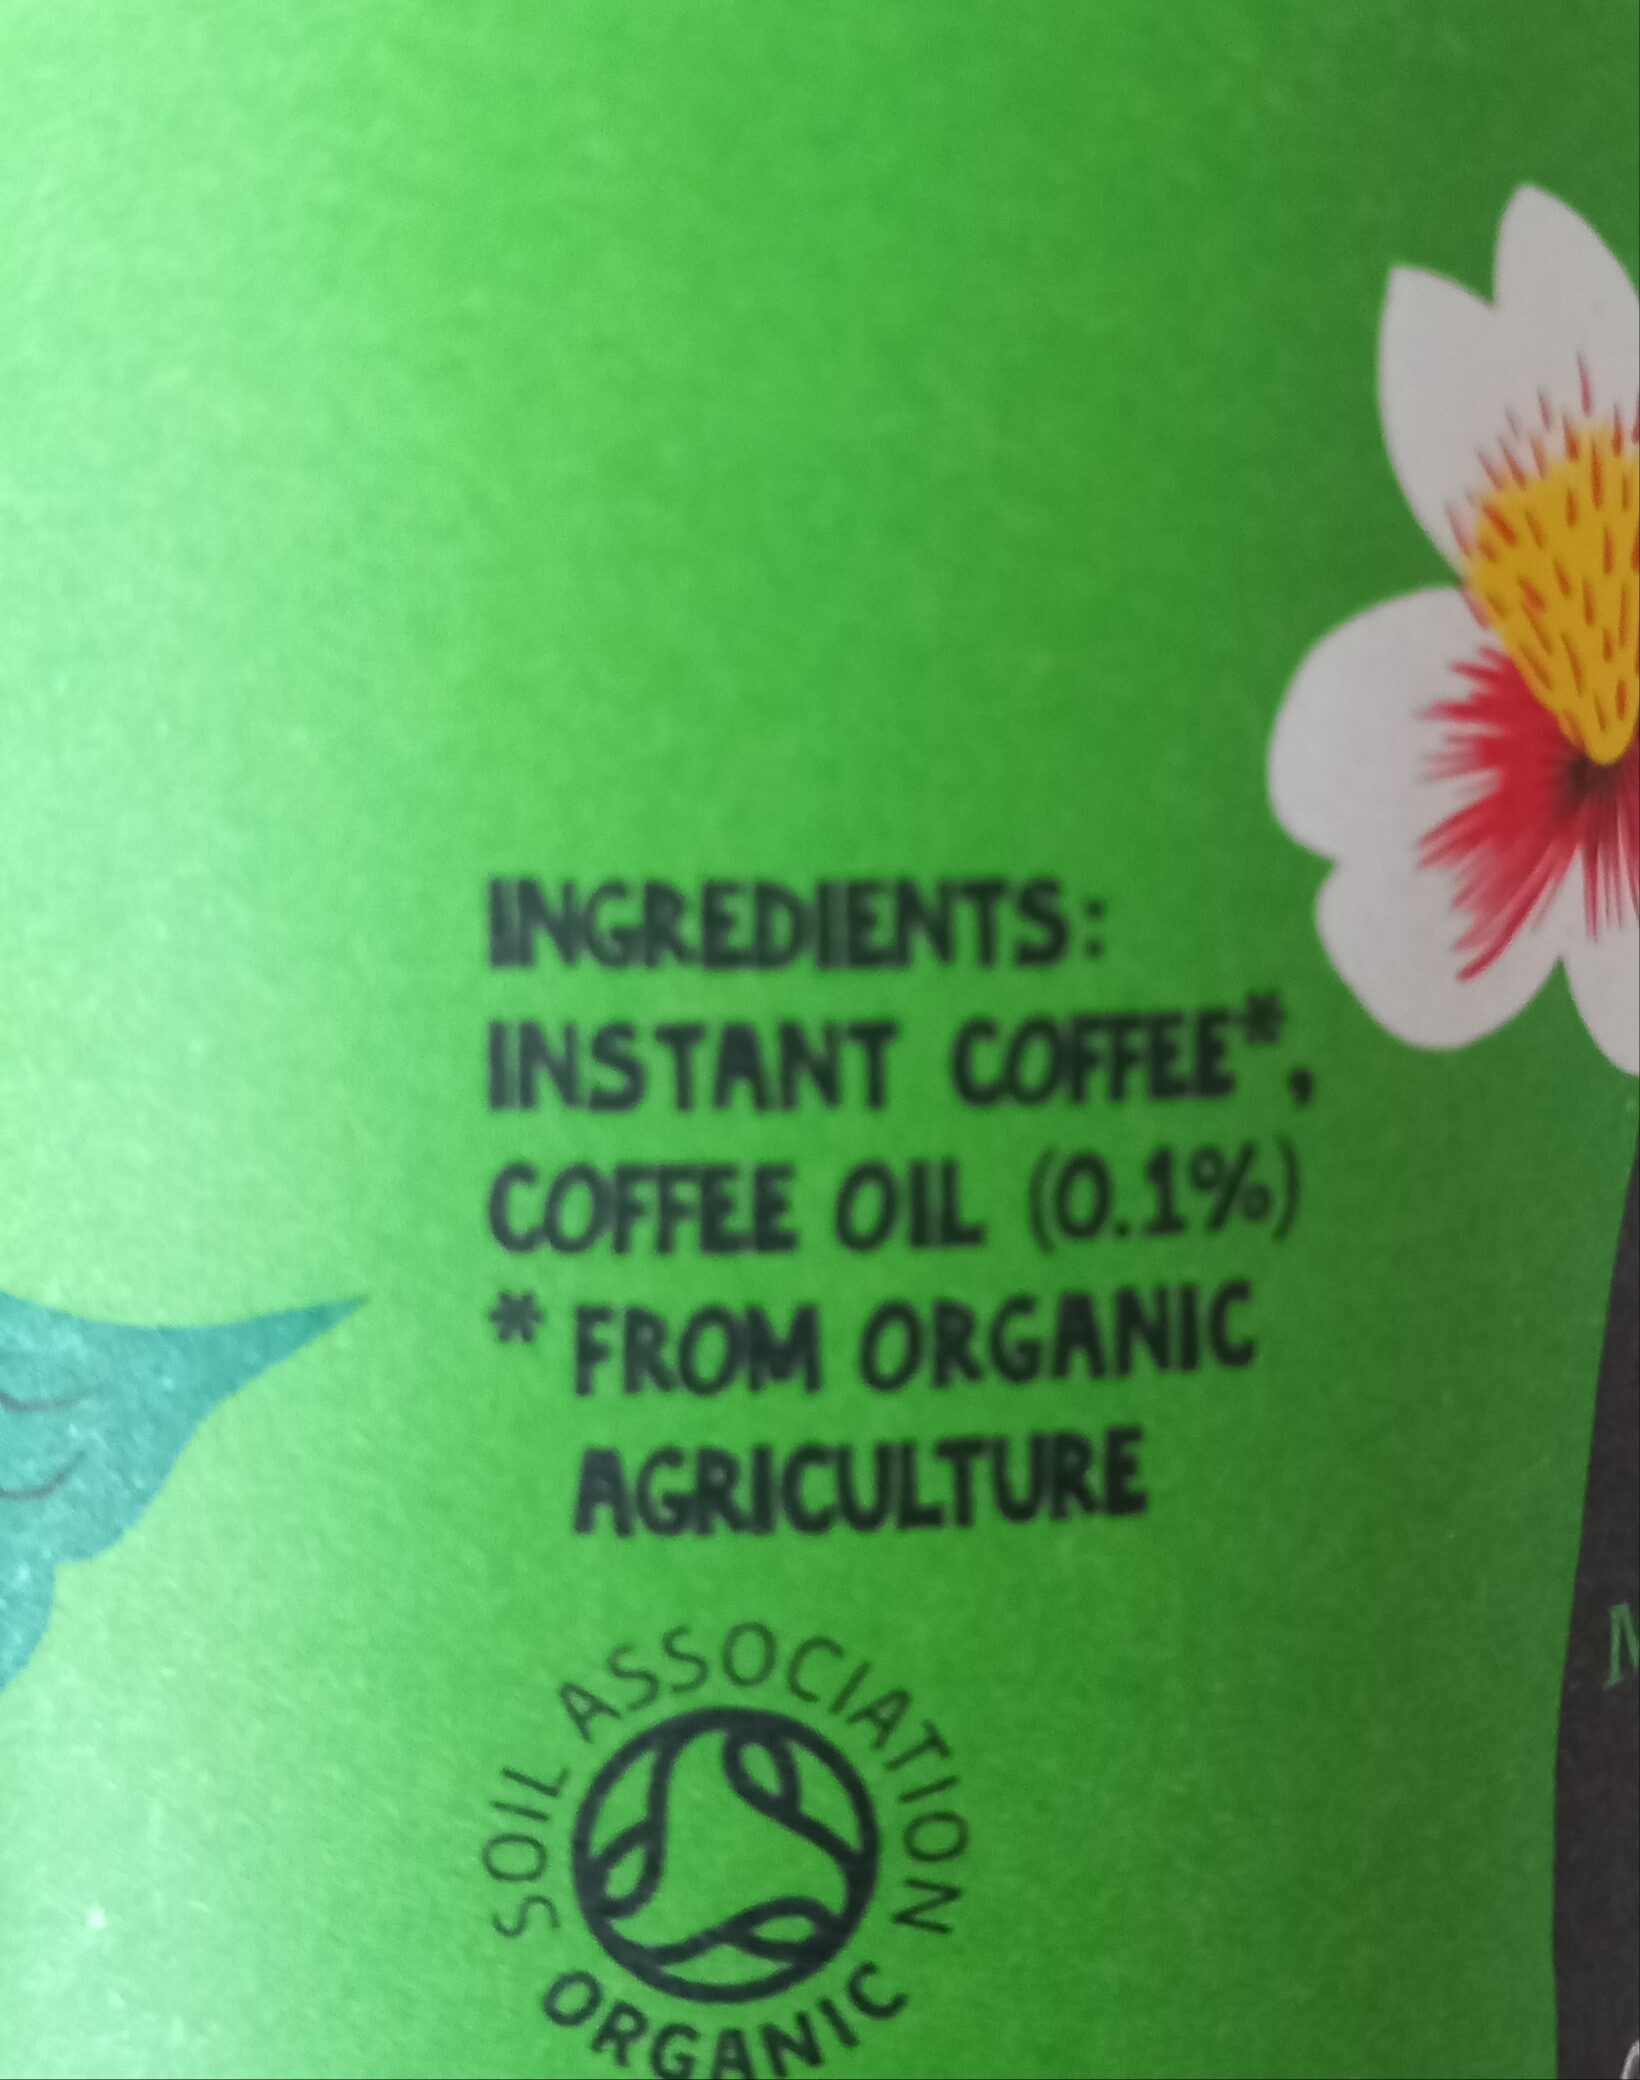 INGREDIENTS:
INSTANT COFFEE*,
COFFEE OIL (0.1%)
* FROM ORGANIC
AGRICULTURE
SOIL ASSOCIATION
ORGANIC